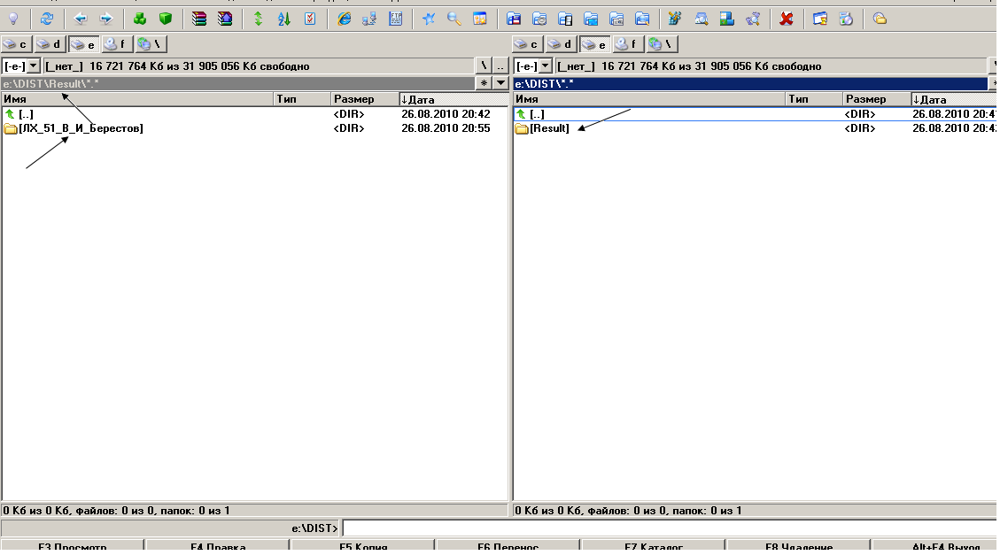 c d e f \
c d e f \
[-e-] [_нет_] 16 721 764 Кб из 31 905 056 Кб свободно \ ..
[-e-] [_нет_] 16 721 764 Кб из 31 905 056 Кб свободно \
e:\DIST\Result\*.* *
e:\DIST\*.* *
Имя Тип Размер ↓Дата
Имя Тип Размер ↓Дата
[..] <DIR> 26.08.2010 20:42
[..] <DIR> 26.08.2010 20:41
[ЛХ_51_В_И_Берестов] <DIR> 26.08.2010 20:55
[Result] <DIR> 26.08.2010 20:4
0 Кб из 0 Кб, файлов: 0 из 0, папок: 0 из 1
0 Кб из 0 Кб, файлов: 0 из 0, папок: 0 из 1
e:\DIST>
F3 Просмотр F4 Правка F5 Копия F6 Перенос F7 Каталог F8 Удаление Alt+F4 Выход